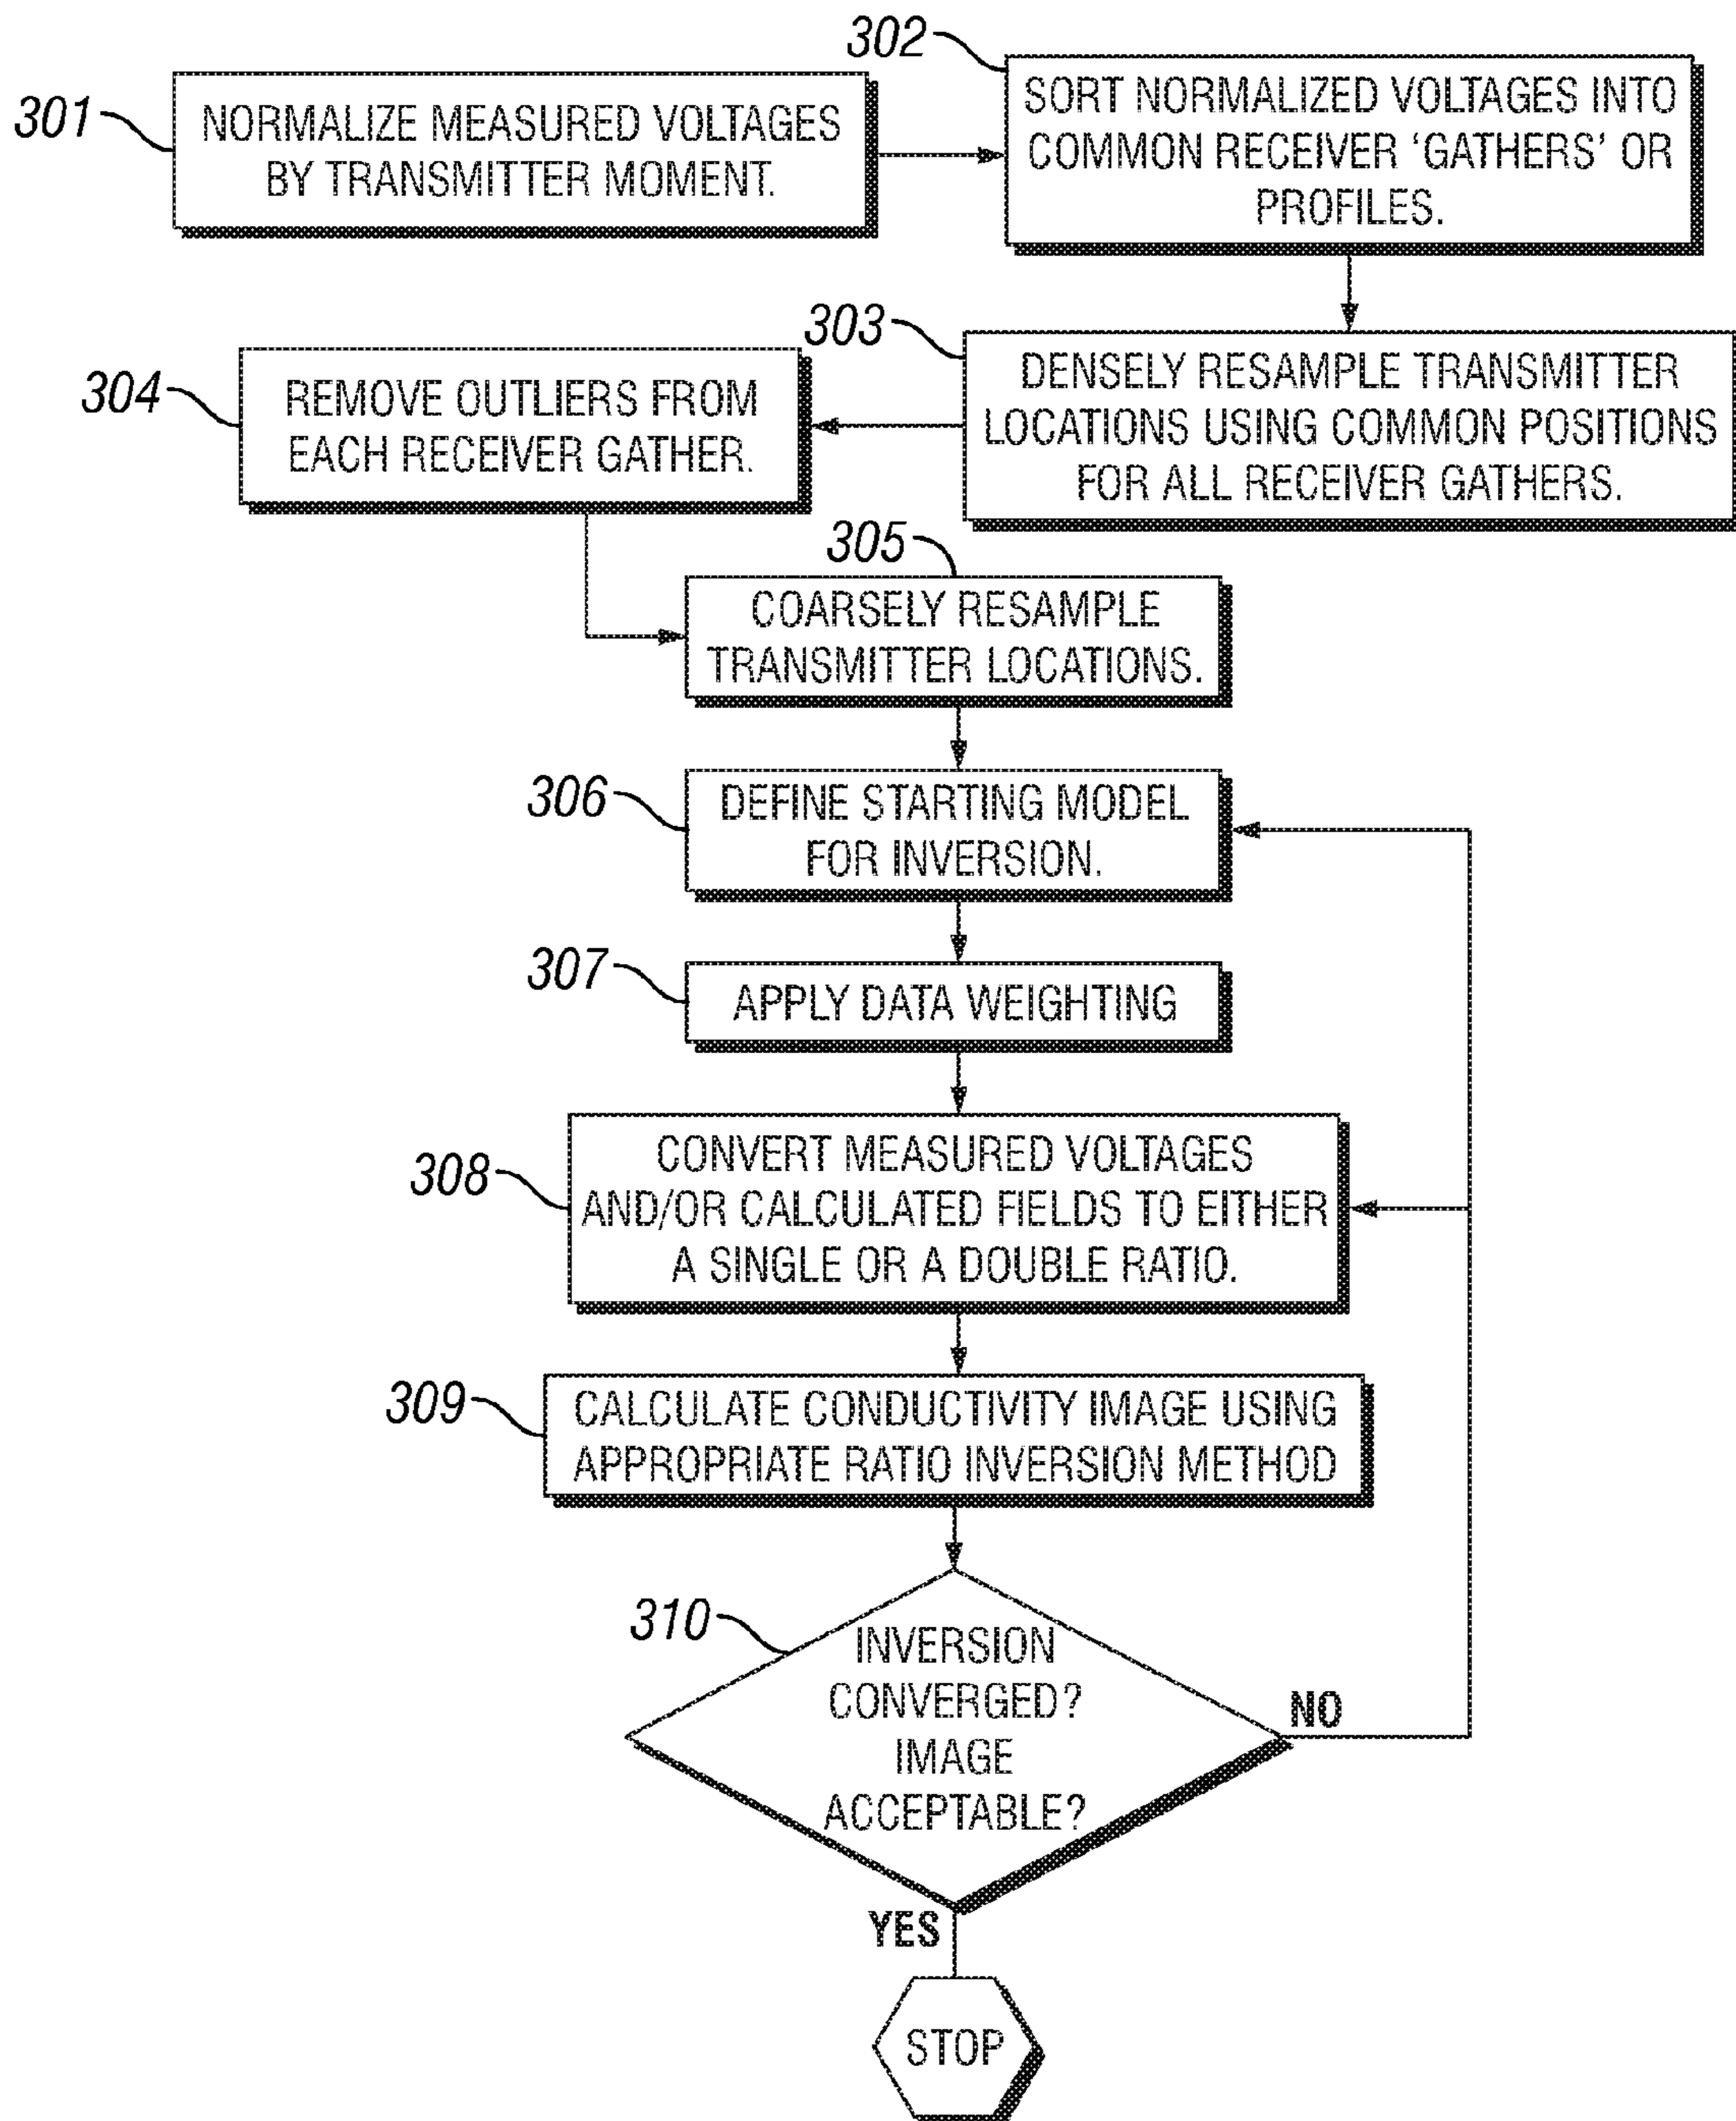 301
NORMALIZE MEASURED VOLTAGES
BY TRANSMITTER MOMENT.
302
SORT NORMALIZED VOLTAGES INTO
COMMON RECEIVER ‘GATHERS’ OR
PROFILES.
303
DENSELY RESAMPLE TRANSMITTER
LOCATIONS USING COMMON POSITIONS
FOR ALL RECEIVER GATHERS.
304
REMOVE OUTLIERS FROM
EACH RECEIVER GATHER.
305
COARSELY RESAMPLE
TRANSMITTER LOCATIONS.
306
DEFINE STARTING MODEL
FOR INVERSION.
307
APPLY DATA WEIGHTING
308
CONVERT MEASURED VOLTAGES
AND/OR CALCULATED FIELDS TO EITHER
A SINGLE OR A DOUBLE RATIO.
309
CALCULATE CONDUCTIVITY IMAGE USING
APPROPRIATE RATIO INVERSION METHOD
310
INVERSION
CONVERGED?
IMAGE
ACCEPTABLE?
NO
YES
STOP